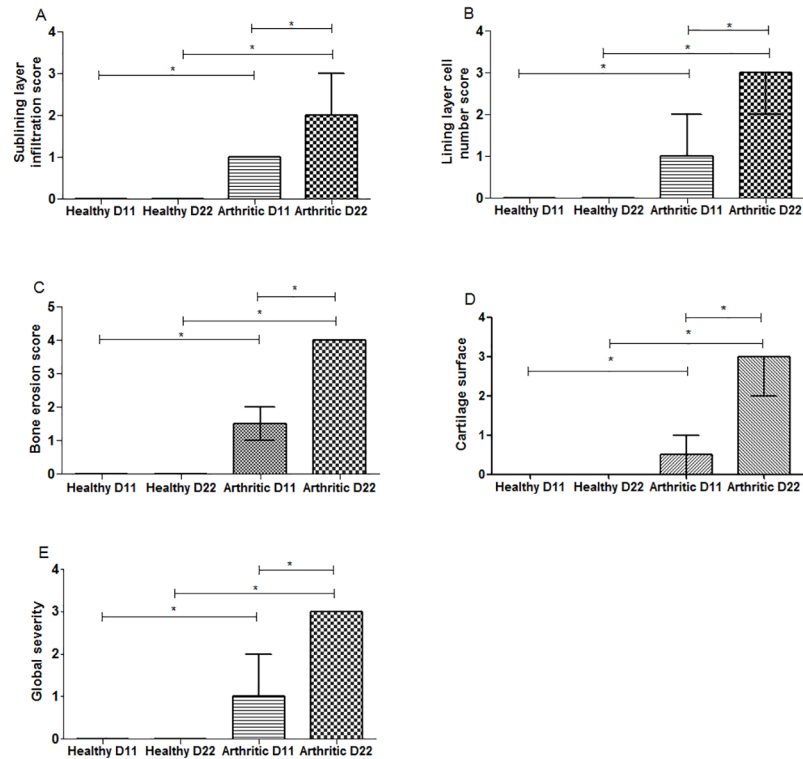 A
Sublining layer
infiltration score
4
3
2
1
0
*
*
*
Healthy D11 Healthy D22 Arthritic D11 Arthritic D22
B
Lining layer cell
number score
4
3
2
1
0
*
*
*
Healthy D11 Healthy D22 Arthritic D11 Arthritic D22
C
Bone erosion score
5
4
3
2
1
0
*
*
*
Healthy D11 Healthy D22 Arthritic D11 Arthritic D22
D
Cartilage surface
4
3
2
1
0
*
*
*
Healthy D11 Healthy D22 Arthritic D11 Arthritic D22
E
Global severity
4
3
2
1
0
*
*
*
Healthy D11 Healthy D22 Arthritic D11 Arthritic D22